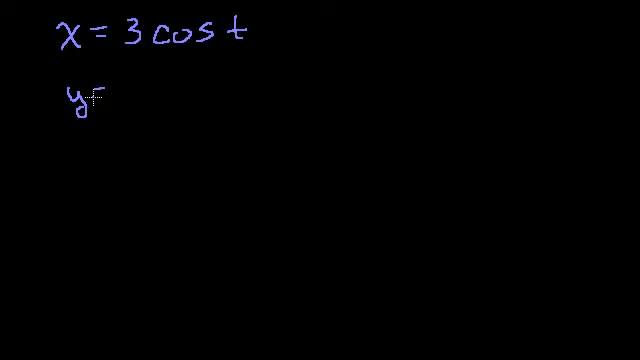 x = 3 cos t
y =